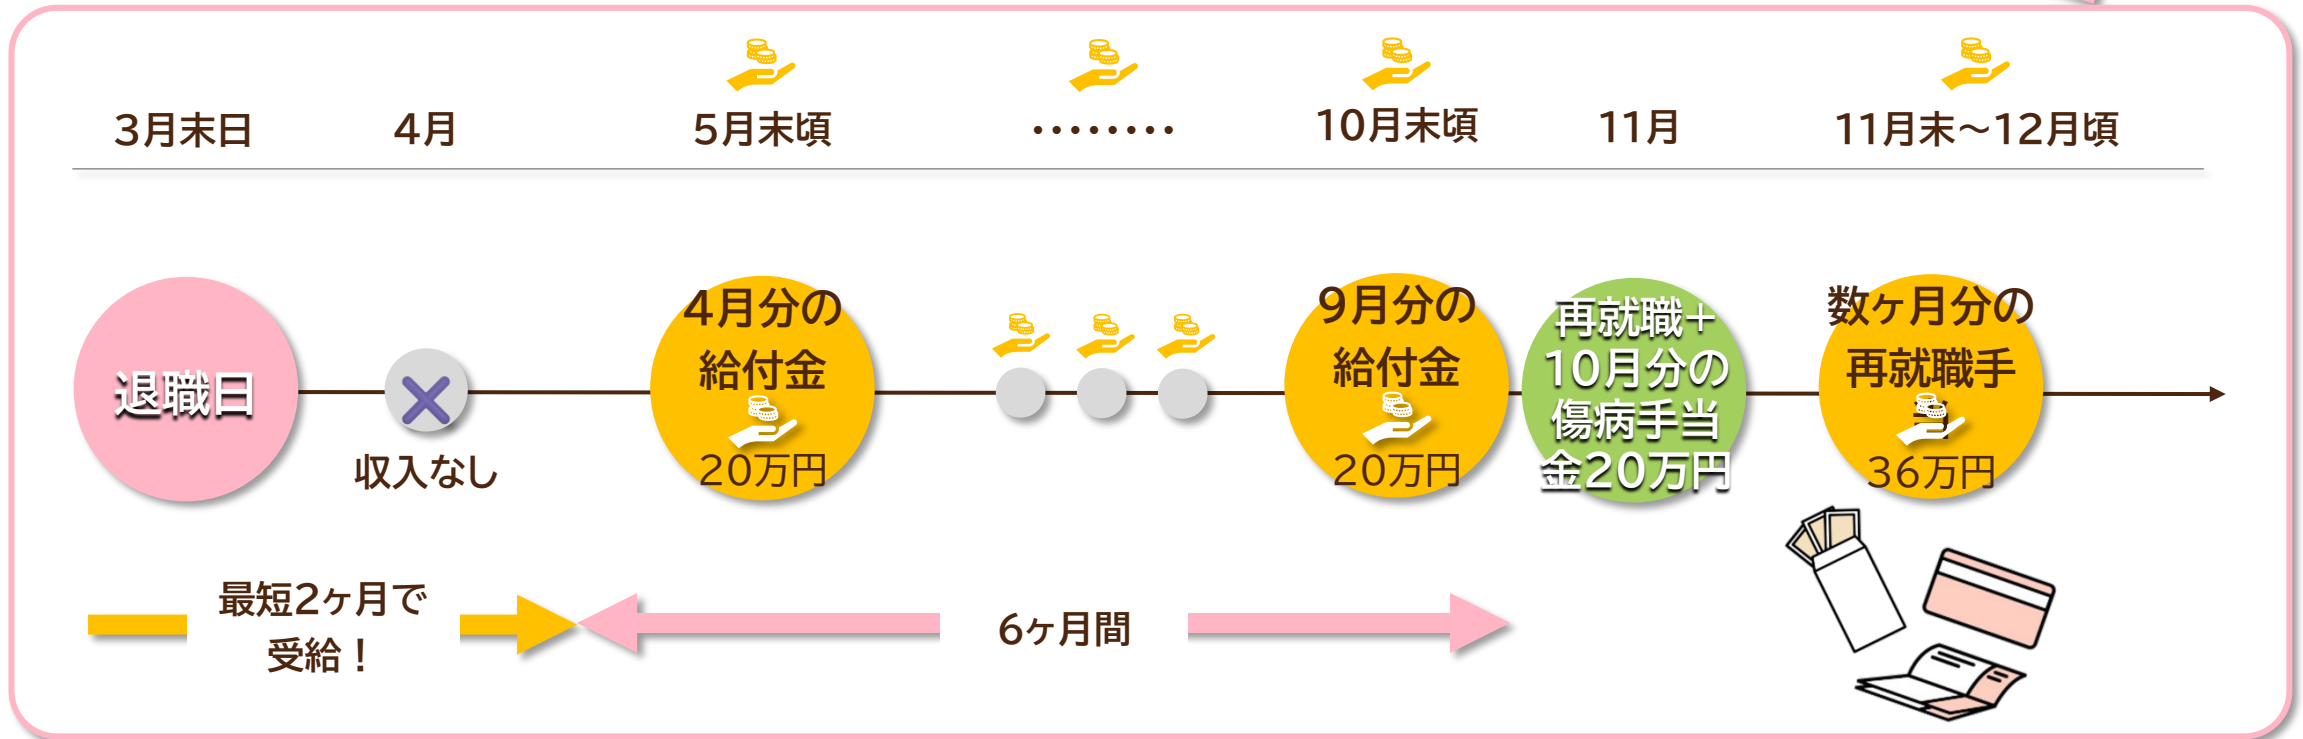 3月末日
4月
5月末頃
........
10月末頃
11月
11月末～12月頃
退職日
収入なし
4月分の
給付金
20万円
9月分の
給付金
20万円
再就職＋
10月分の
傷病手当
金20万円
数ヶ月分の
再就職手
当
36万円
最短2ヶ月で
受給！
6ヶ月間